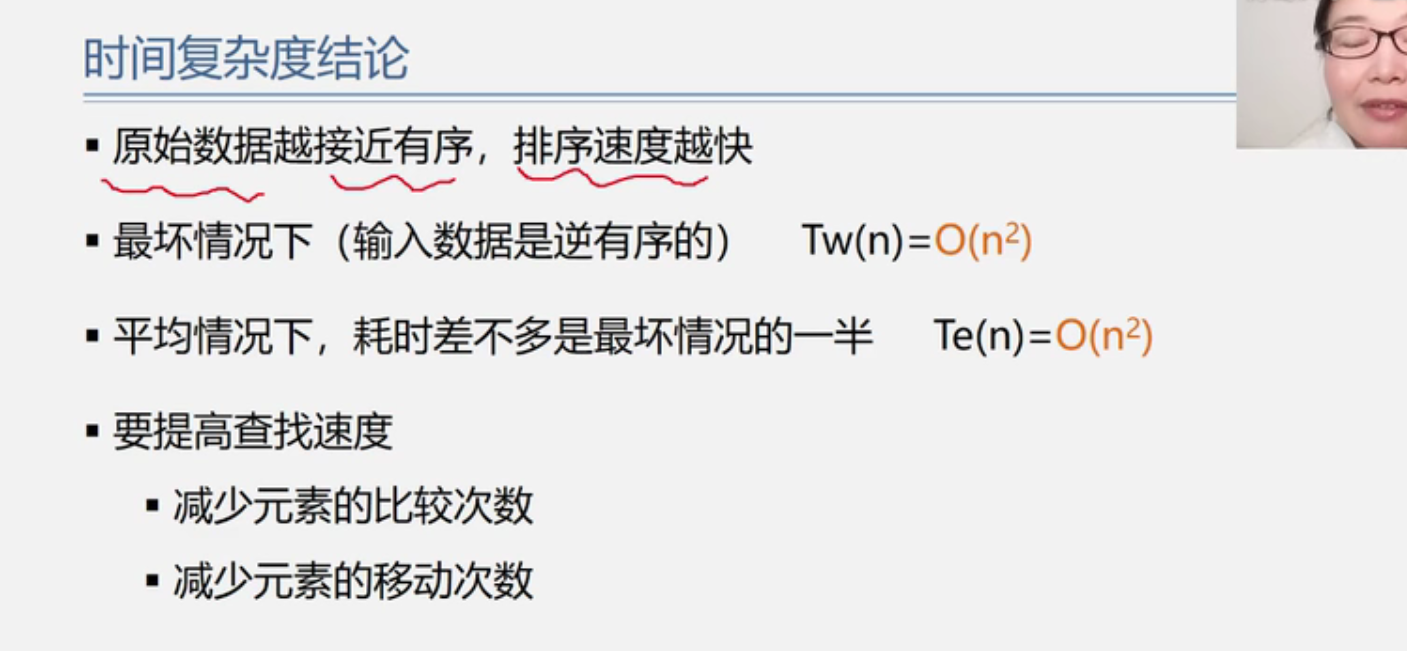 时间复杂度结论
▪ 原始数据越接近有序，排序速度越快
▪ 最坏情况下（输入数据是逆有序的） Tw(n)=O(n²)
▪ 平均情况下，耗时差不多是最坏情况的一半 Te(n)=O(n²)
▪ 要提高查找速度
▪ 减少元素的比较次数
▪ 减少元素的移动次数